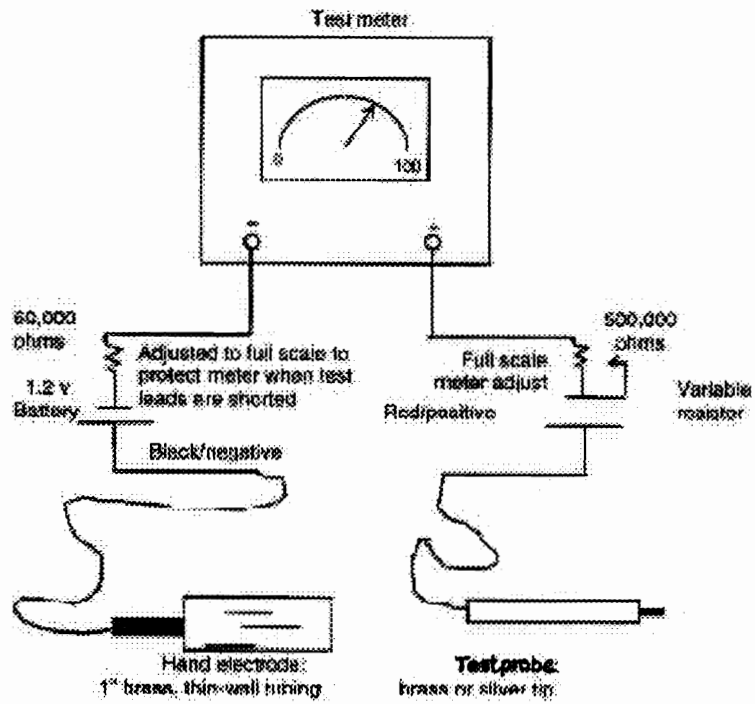 Test meter
0
100
-
+
60,000
ohms
Adjusted to full scale to
protect meter when test
leads are shorted
1.2 v
Battery
Black/negative
500,000
ohms
Full scale
meter adjust
Variable
resistor
Red/positive
Hand electrode:
1" brass, thin-wall tubing
Test probe:
brass or silver tip